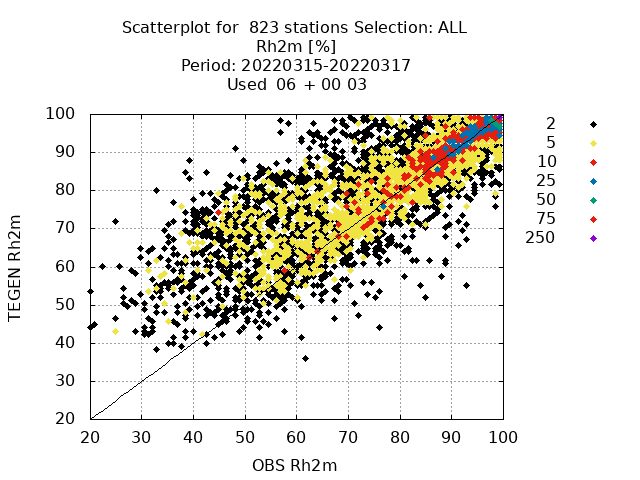 Scatterplot for 823 stations Selection: ALL
Rh2m [%]
Period: 20220315-20220317
Used 06 + 00 03
100
90
80
70
60
50
40
30
20
TEGEN Rh2m
20 30 40 50 60 70 80 90 100
OBS Rh2m
2
5
10
25
50
75
250